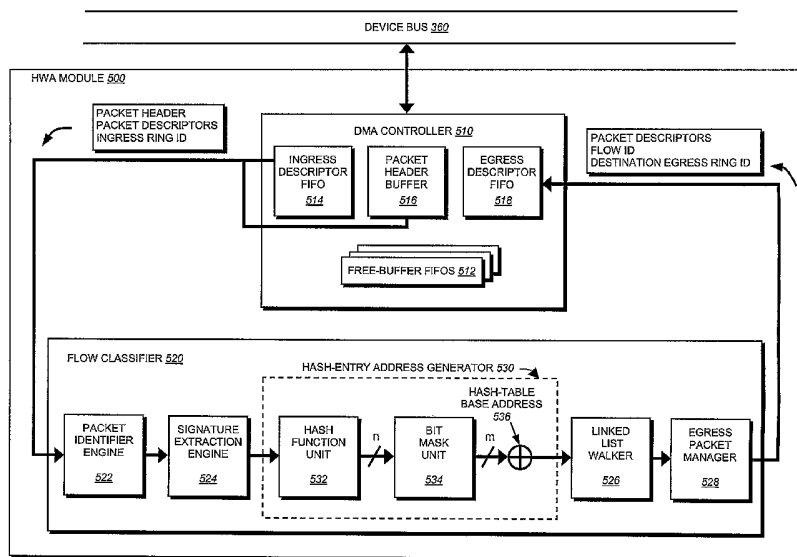 DEVICE BUS 360
HWA MODULE 500
PACKET HEADER
PACKET DESCRIPTORS
INGRESS RING ID
DMA CONTROLLER 510
INGRESS
DESCRIPTOR
FIFO
514
PACKET
HEADER
BUFFER
516
EGRESS
DESCRIPTOR
FIFO
518
FREE-BUFFER FIFOS 512
PACKET DESCRIPTORS
FLOW ID
DESTINATION EGRESS RING ID
FLOW CLASSIFIER 520
HASH-ENTRY ADDRESS GENERATOR 530
HASH-TABLE
BASE ADDRESS
536
PACKET
IDENTIFIER
ENGINE
522
SIGNATURE
EXTRACTION
ENGINE
524
HASH
FUNCTION
UNIT
532
n
BIT
MASK
UNIT
534
m
LINKED
LIST
WALKER
526
EGRESS
PACKET
MANAGER
528